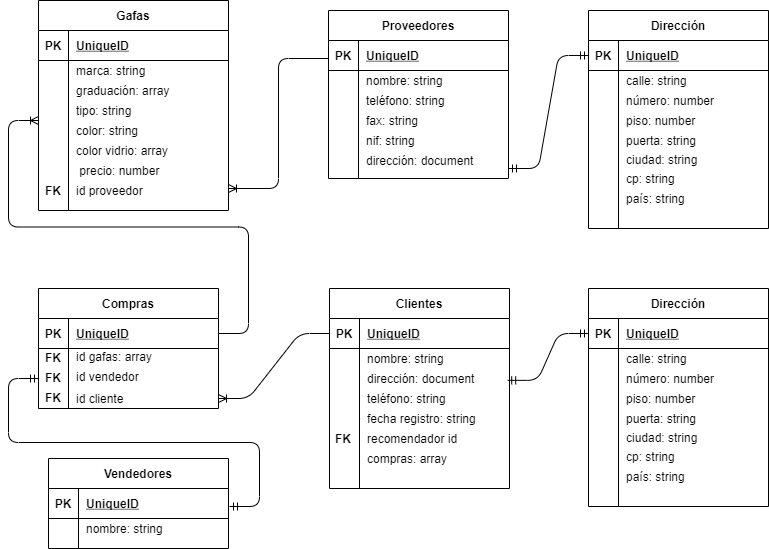 Gafas
PK UniqueID
marca: string
graduación: array
tipo: string
color: string
color vidrio: array
precio: number
FK id proveedor
Proveedores
PK UniqueID
nombre: string
teléfono: string
fax: string
nif: string
dirección: document
Dirección
PK UniqueID
calle: string
número: number
piso: number
puerta: string
ciudad: string
cp: string
país: string
Compras
PK UniqueID
FK id gafas: array
FK id vendedor
FK id cliente
Clientes
PK UniqueID
nombre: string
dirección: document
teléfono: string
fecha registro: string
FK recomendador id
compras: array
Dirección
PK UniqueID
calle: string
número: number
piso: number
puerta: string
ciudad: string
cp: string
país: string
Vendedores
PK UniqueID
nombre: string